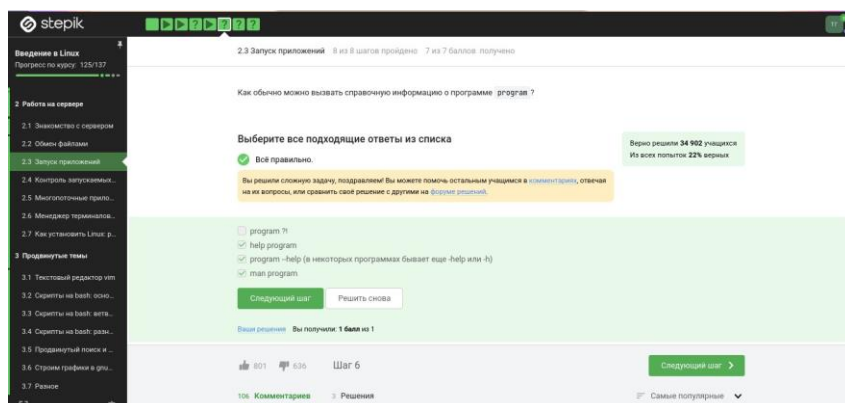 stepik
Введение в Linux
Прогресс по курсу: 125/137
2 Работа на сервере
2.1 Знакомство с сервером
2.2 Обмен файлами
2.3 Запуск приложений
2.4 Контроль запускаемых...
2.5 Многопоточные прило...
2.6 Менеджер терминалов...
2.7 Как установить Linux: р...
3 Продвинутые темы
3.1 Текстовый редактор vim
3.2 Скрипты на bash: осно...
3.3 Скрипты на bash: ветв...
3.4 Скрипты на bash: разн...
3.5 Продвинутый поиск и ...
3.6 Строим графики в gnu...
3.7 Разное
2.3 Запуск приложений 8 из 8 шагов пройдено 7 из 7 баллов получено
Как обычно можно вызвать справочную информацию о программе program ?
Выберите все подходящие ответы из списка
Всё правильно.
Верно решили 34 902 учащихся
Из всех попыток 22% верных
Вы решили сложную задачу, поздравляем! Вы можете помочь остальным учащимся в комментариях, отвечая
на их вопросы, или сравнить своё решение с другими на форуме решений.
program ?!
help program
program --help (в некоторых программах бывает еще -help или -h)
man program
Следующий шаг Решить снова
Ваши решения Вы получили: 1 балл из 1
801 636 Шаг 6 Следующий шаг
106 Комментариев 3 Решения Самые популярные